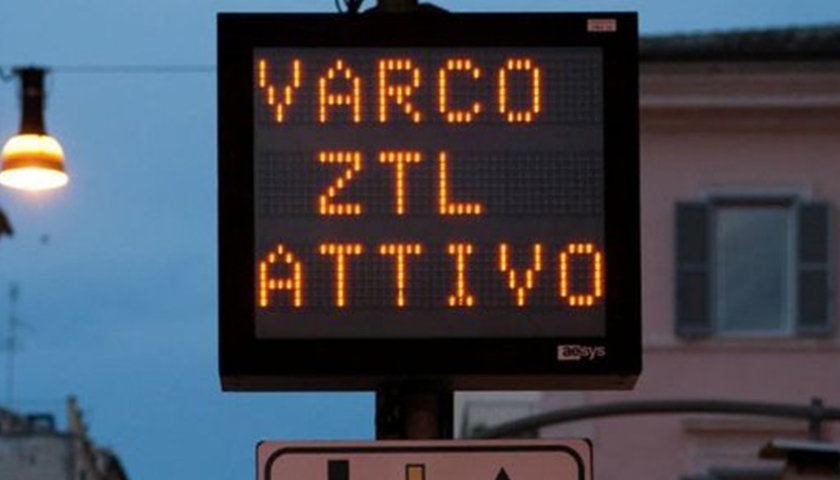 VARCO
ZTL
ATTIVO
aesys